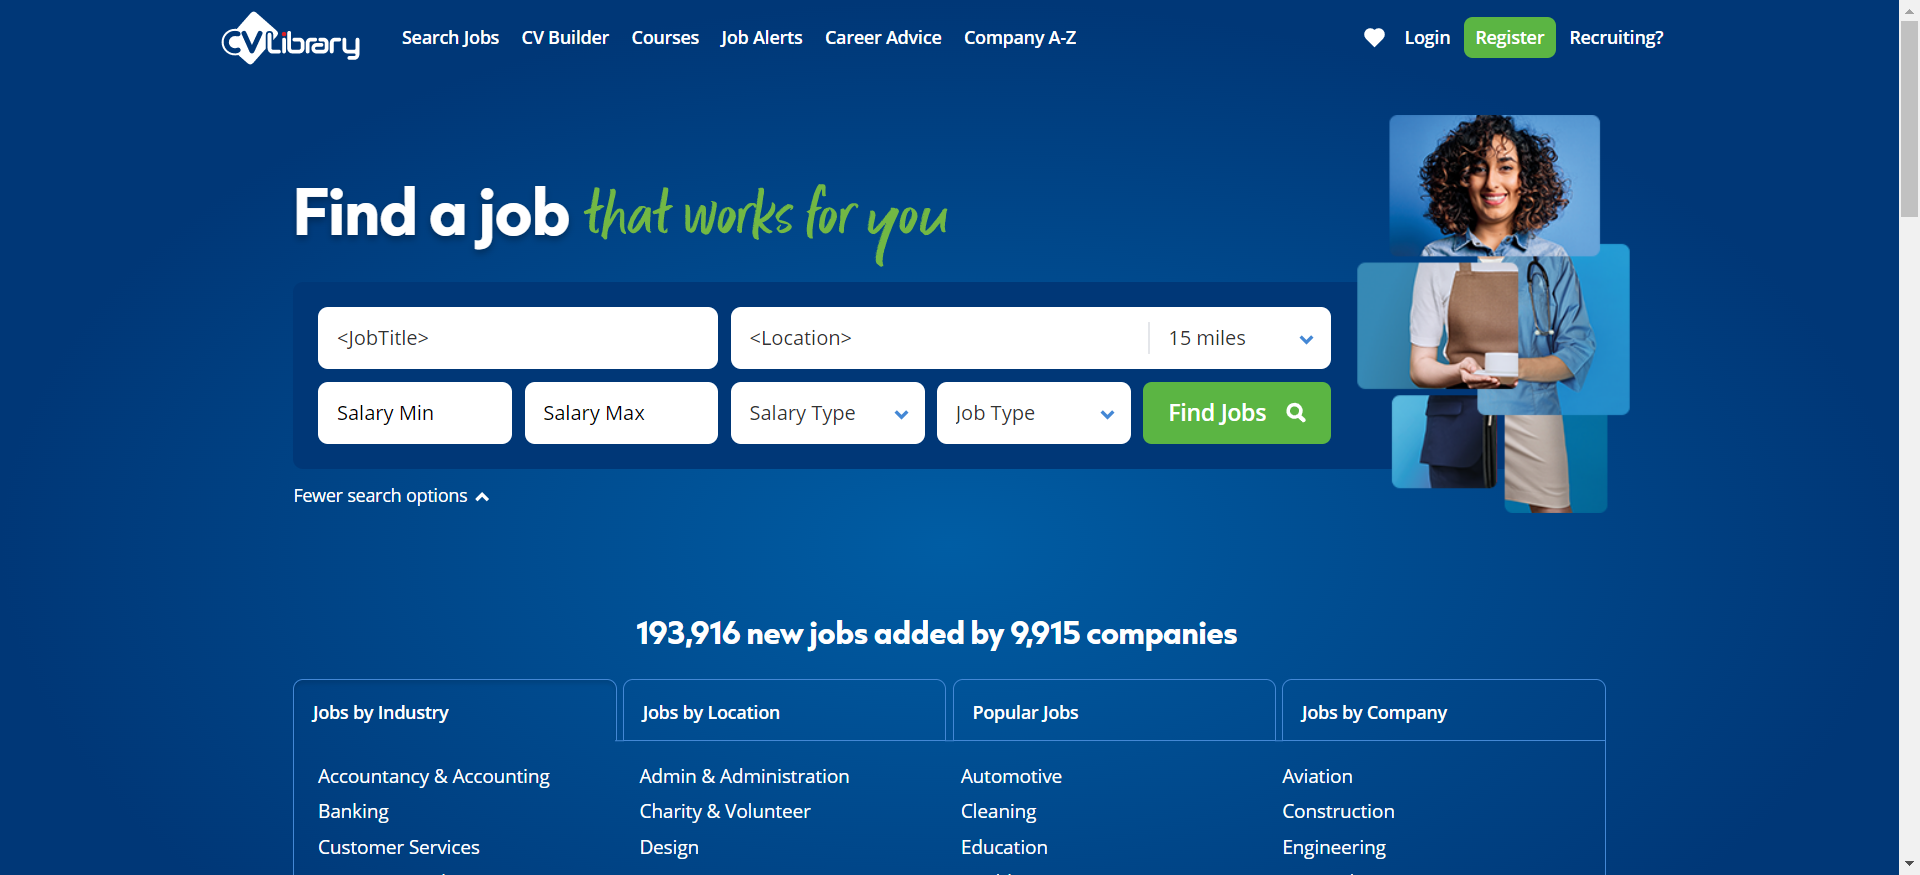 CVLibrary
Search Jobs CV Builder Courses Job Alerts Career Advice Company A-Z
Login Register Recruiting?
Find a job that works for you
<JobTitle> <Location> 15 miles
Salary Min Salary Max Salary Type Job Type Find Jobs
Fewer search options
193,916 new jobs added by 9,915 companies
Jobs by Industry Jobs by Location Popular Jobs Jobs by Company
Accountancy & Accounting Admin & Administration Automotive Aviation
Banking Charity & Volunteer Cleaning Construction
Customer Services Design Education Engineering